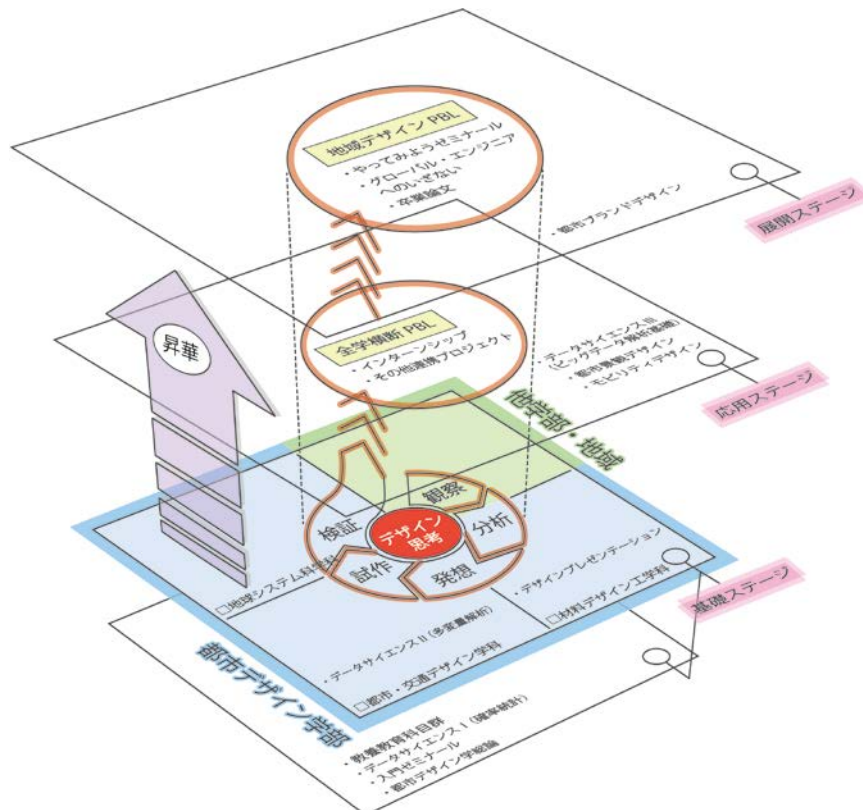 地域デザイン PBL
・やってみようゼミナール
・グローバル・エンジニア
へのいざない
・卒業論文
・都市ブランドデザイン
展開ステージ
昇華
全学横断 PBL
・インターンシップ
・その他連携プロジェクト
・データサイエンスⅢ
(ビッグデータ解析基礎)
・都市景観デザイン
・モビリティデザイン
応用ステージ
他学部・地域
観察
分析
発想
試作
検証
デザイン
思考
・デザインプレゼンテーション
□地球システム科学科
□材料デザイン工学科
基礎ステージ
・データサイエンスⅡ(多変量解析)
□都市・交通デザイン学科
都市デザイン学部
・教養教育科目群
・データサイエンスⅠ(確率統計)
・入門ゼミナール
・都市デザイン学総論